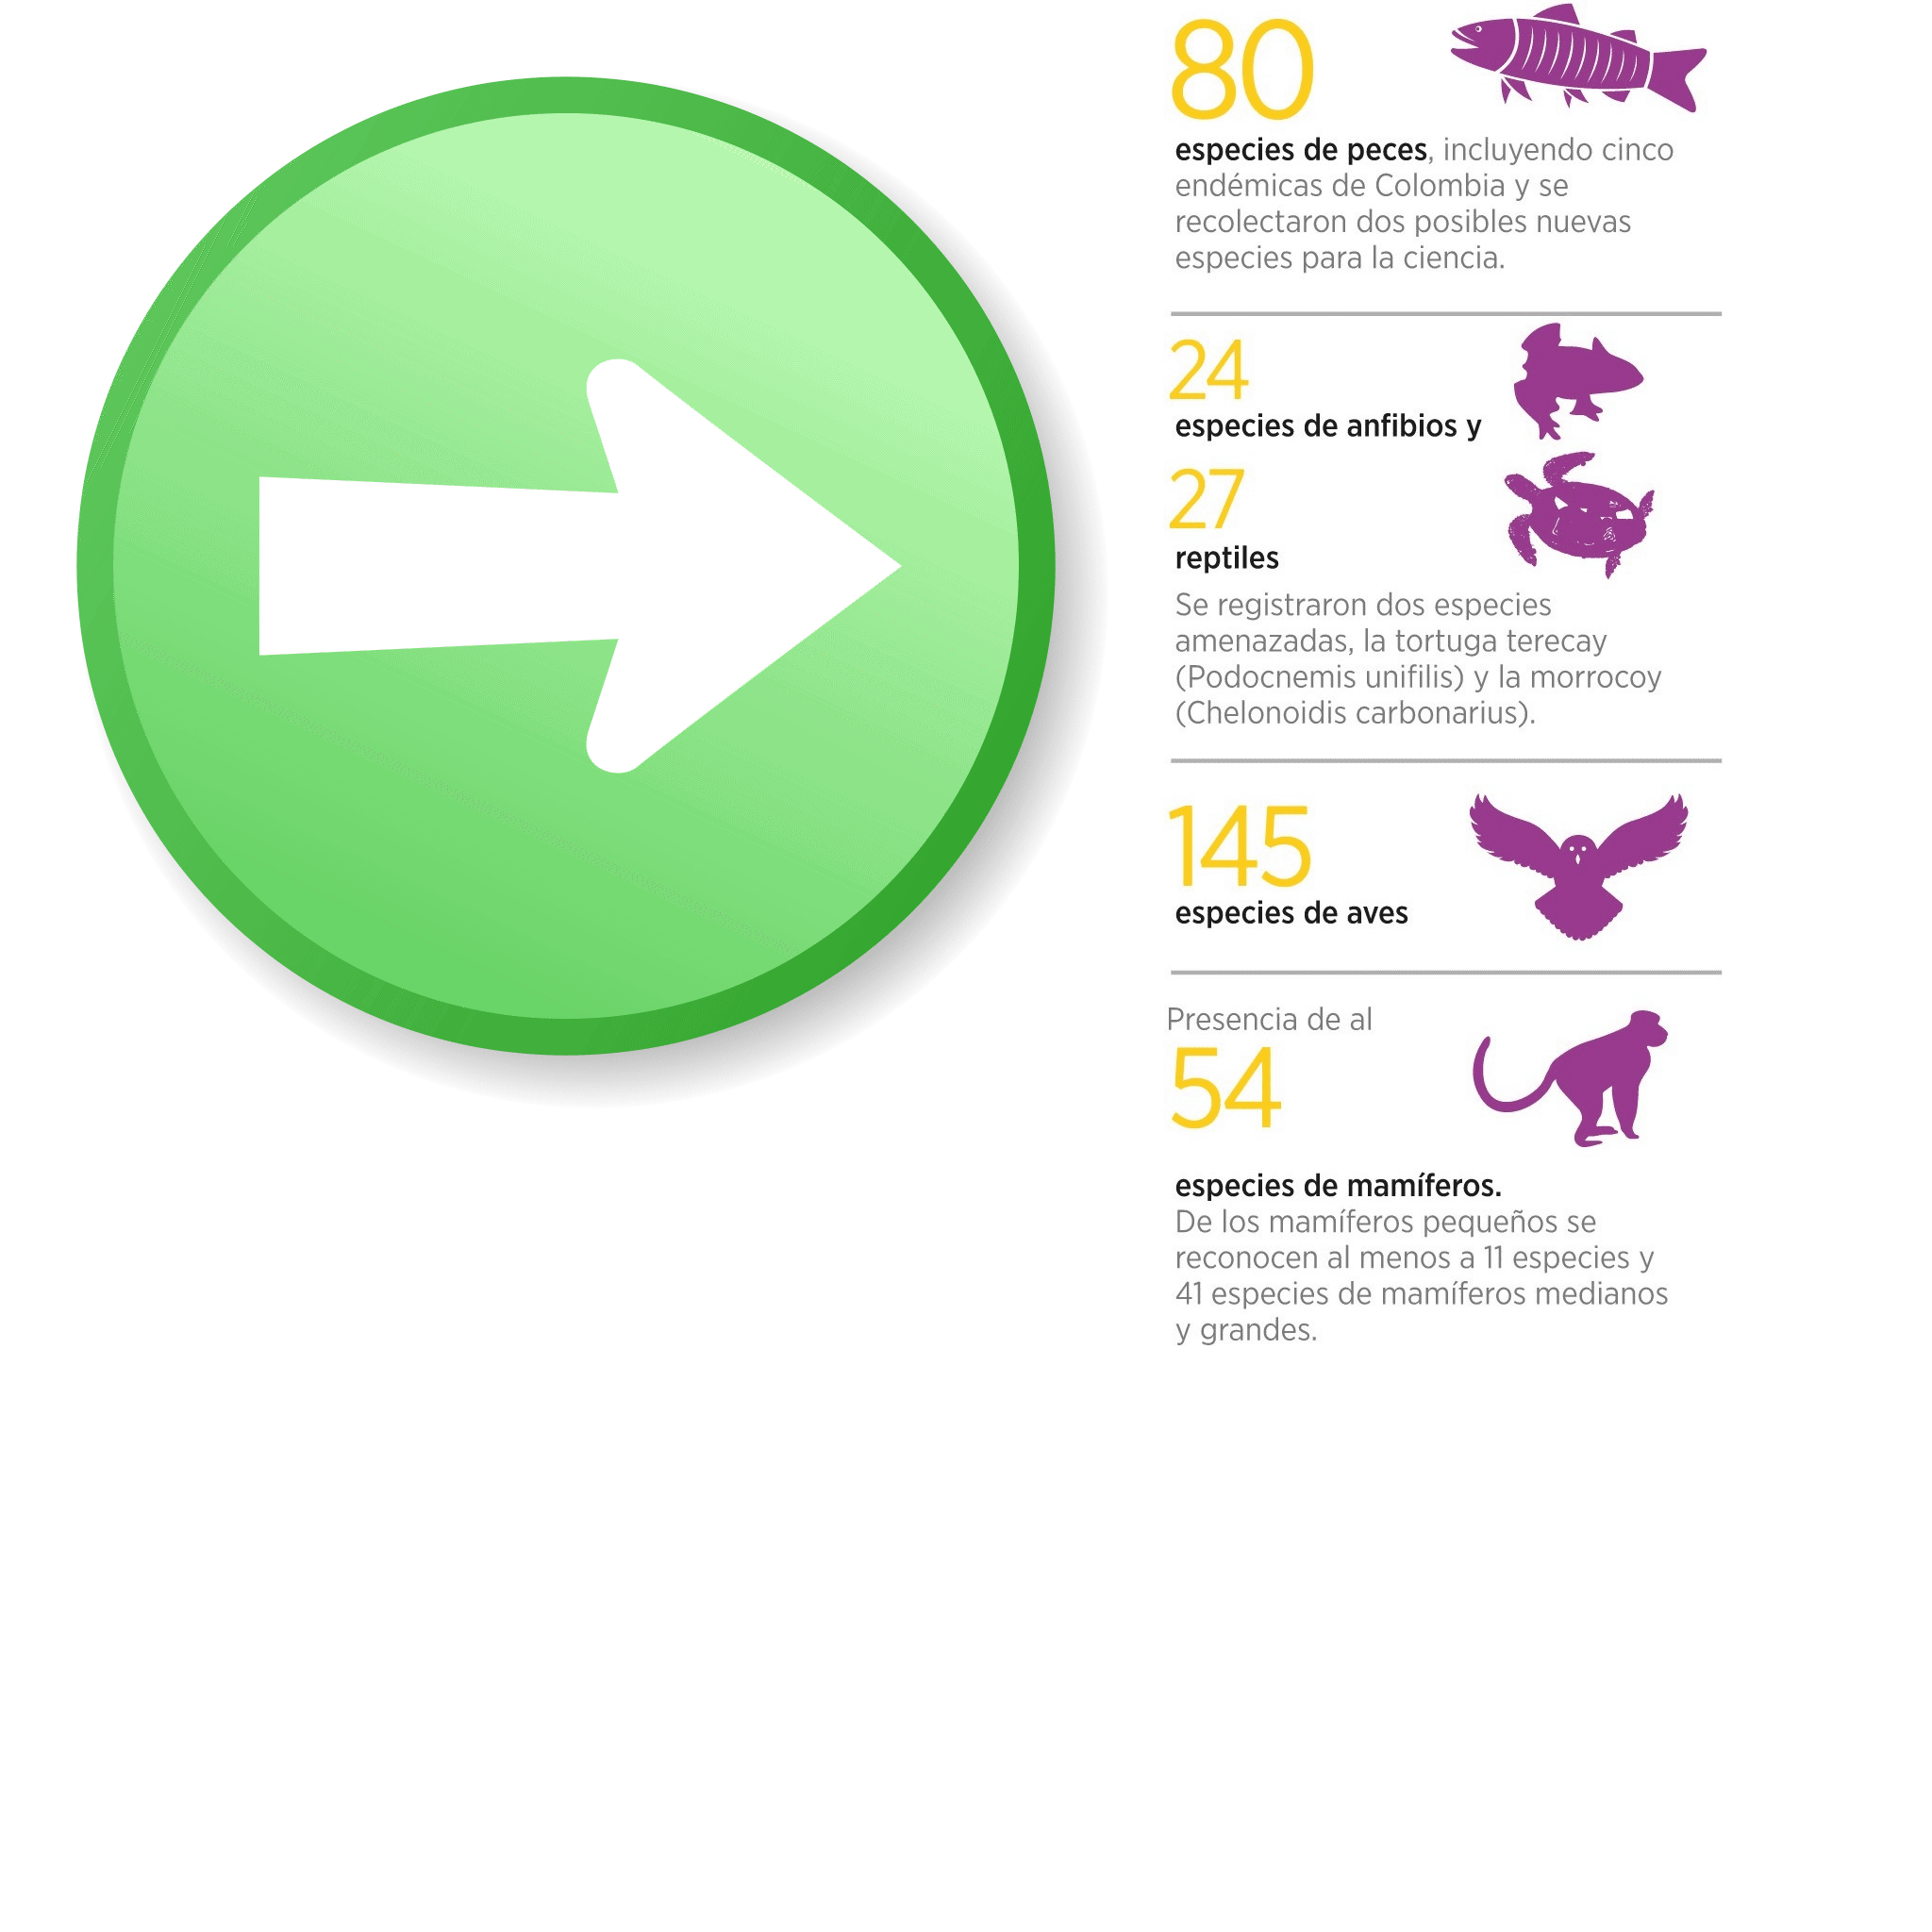 80
especies de peces, incluyendo cinco
endémicas de Colombia y se
recolectaron dos posibles nuevas
especies para la ciencia.
24
especies de anfibios y
27
reptiles
Se registraron dos especies
amenazadas, la tortuga terecay
(Podocnemis unifilis) y la morrocoy
(Chelonoidis carbonarius).
145
especies de aves
Presencia de al
54
especies de mamíferos.
De los mamíferos pequeños se
reconocen al menos a 11 especies y
41 especies de mamíferos medianos
y grandes.